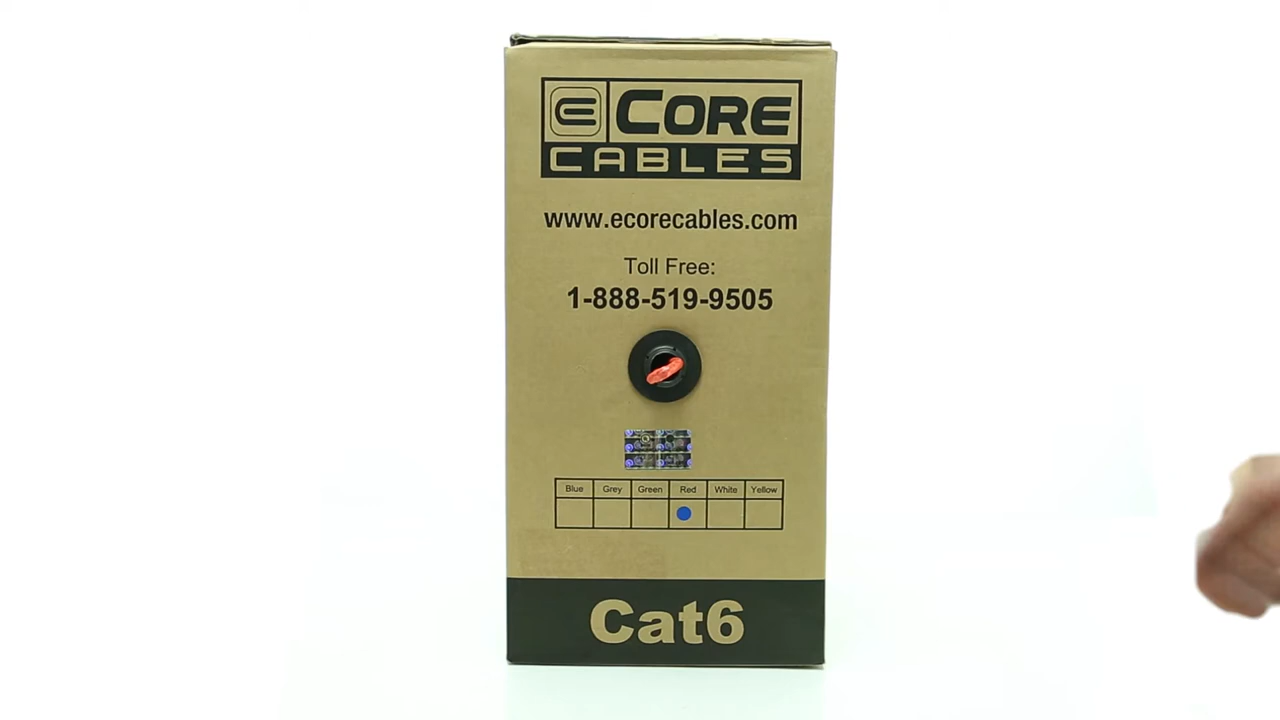 e CORE
CABLES
www.ecorecables.com
Toll Free:
1-888-519-9505
Blue Grey Green Red White Yellow
Cat6